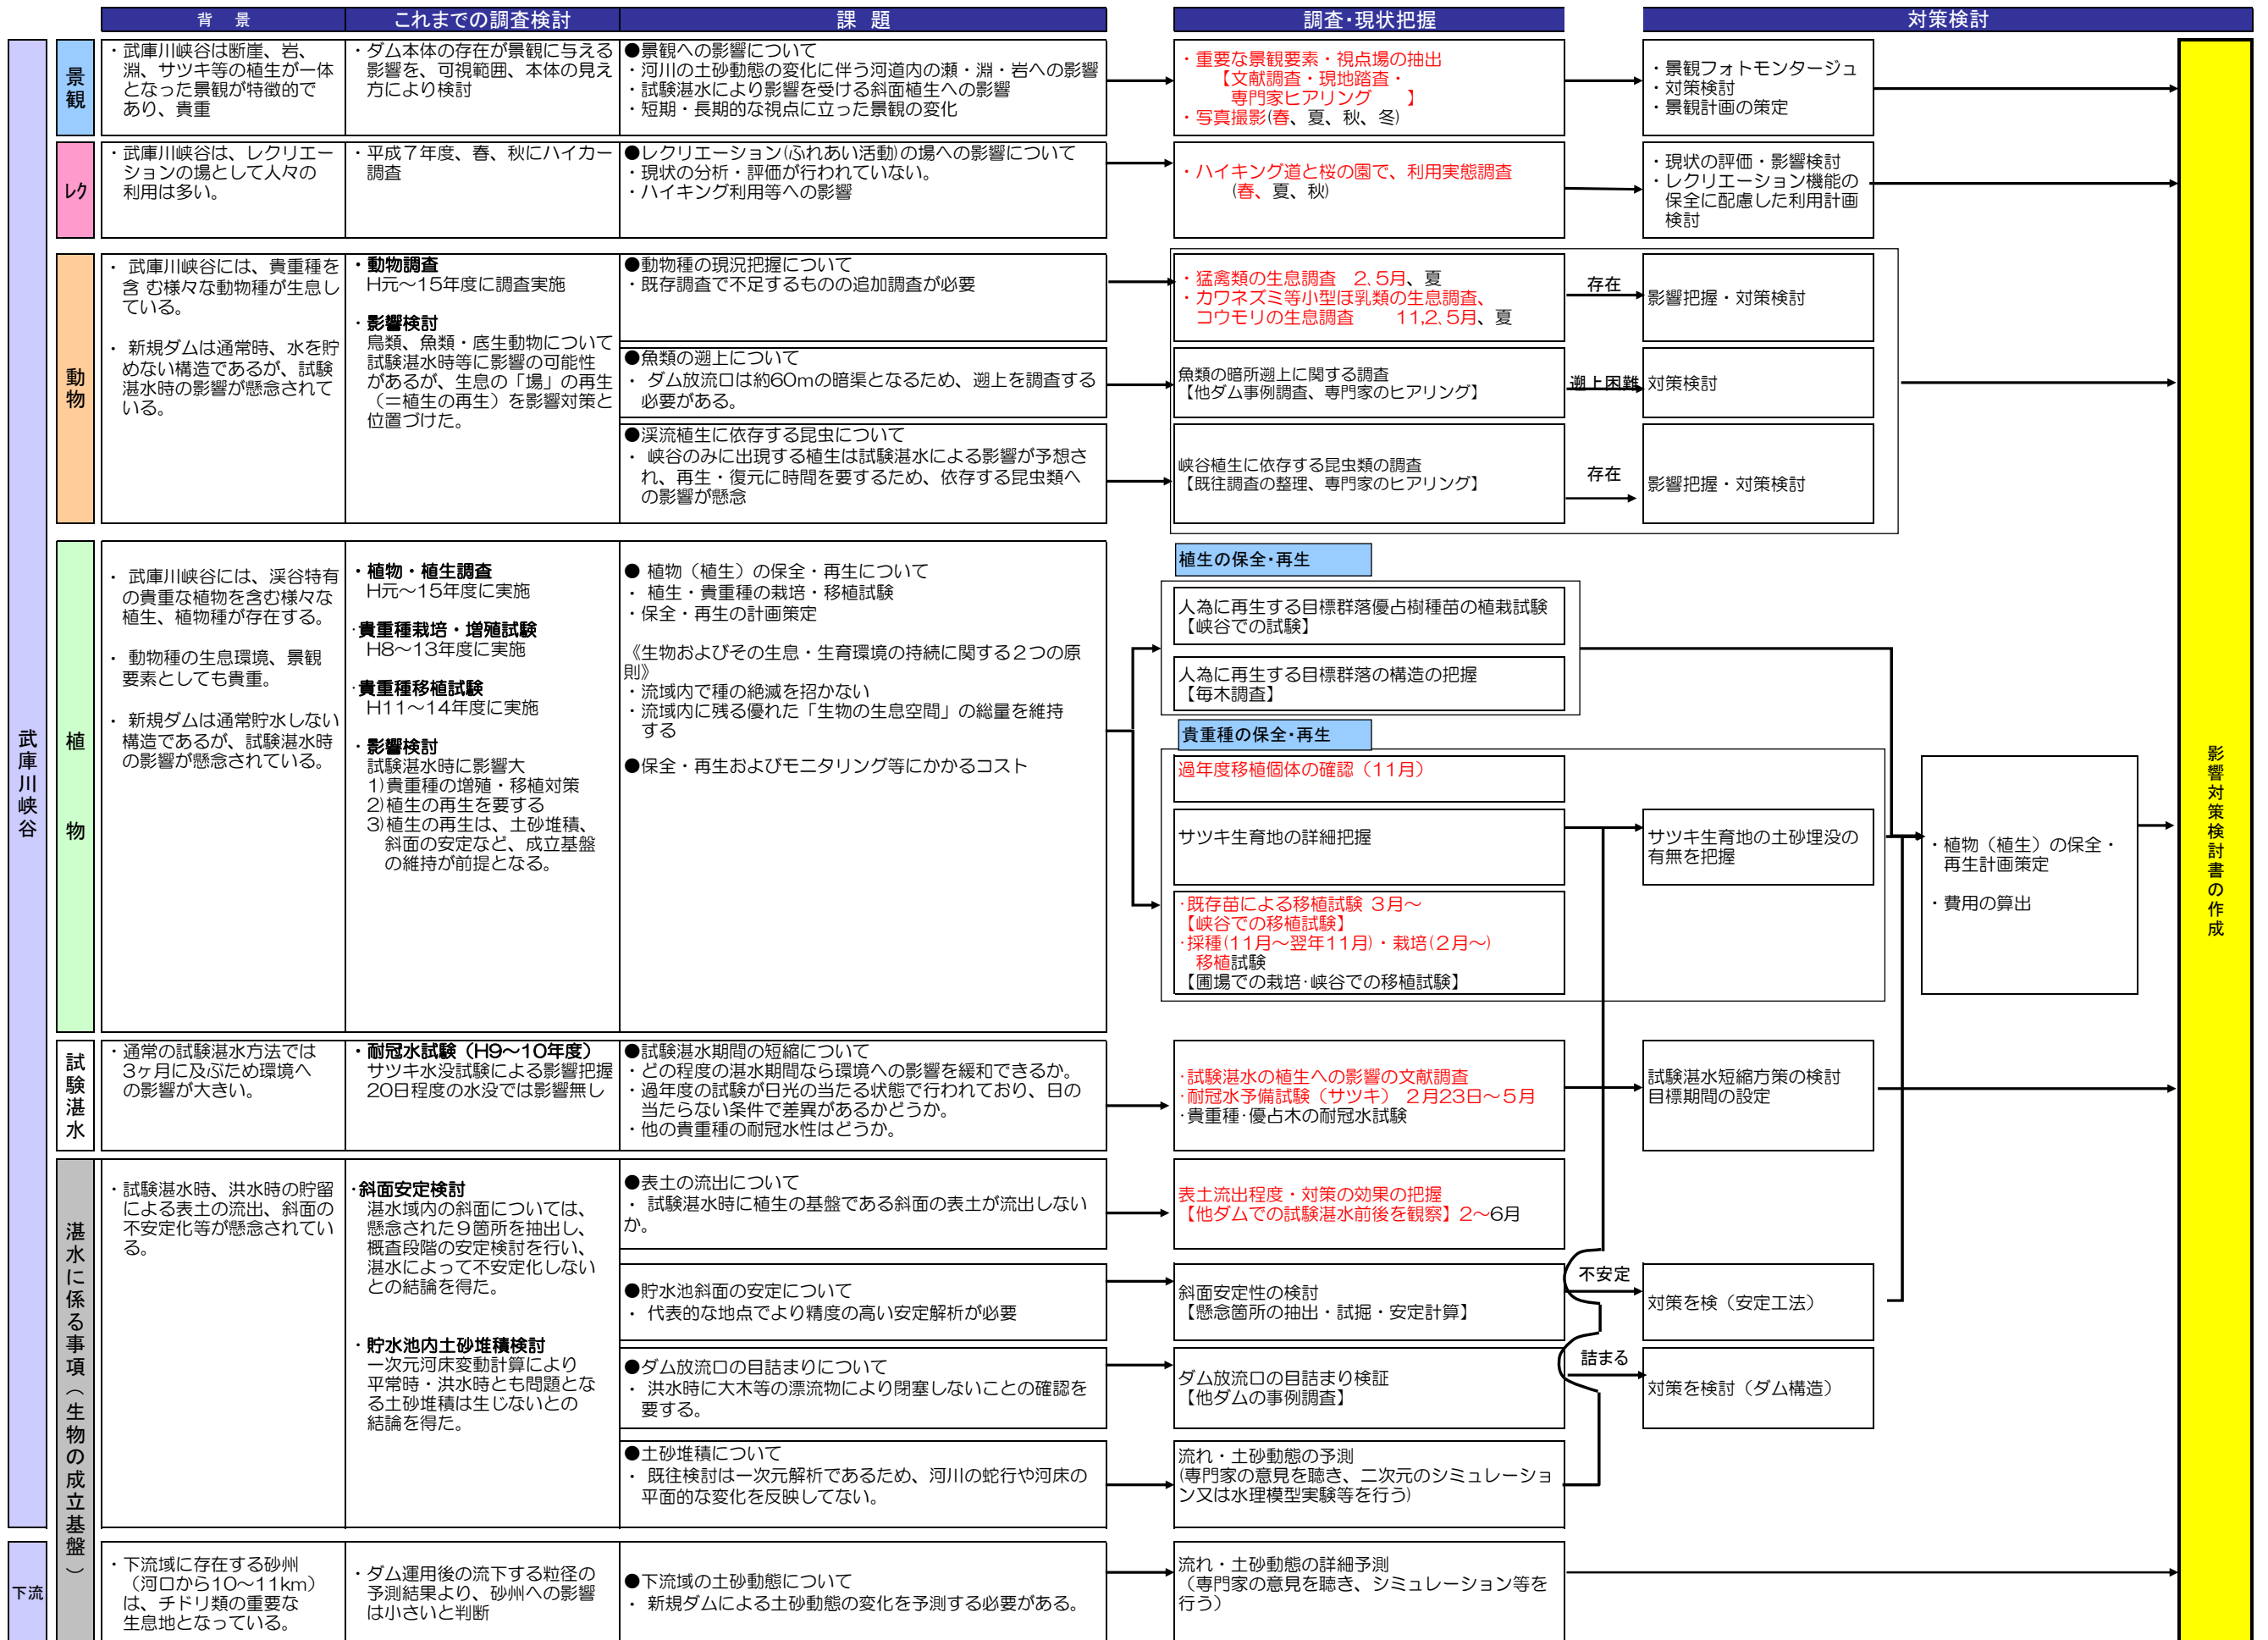 背　景
これまでの調査検討
課　題
調査・現状把握
対策検討
武庫川峡谷
景観
・武庫川峡谷は断崖、岩、
淵、サツキ等の植生が一体
となった景観が特徴的で
あり、貴重
・ダム本体の存在が景観に与える
影響を、可視範囲、本体の見え
方により検討
●景観への影響について
・河川の土砂動態の変化に伴う河道内の瀬・淵・岩への影響
・試験湛水により影響を受ける斜面植生への影響
・短期・長期的な視点に立った景観の変化
・重要な景観要素・視点場の抽出
【文献調査・現地踏査・
専門家ヒアリング　　】
・写真撮影(春、夏、秋、冬)
・景観フォトモンタージュ
・対策検討
・景観計画の策定
レク
・武庫川峡谷は、レクリエー
ションの場として人々の
利用は多い。
・平成７年度、春、秋にハイカー
調査
●レクリエーション(ふれあい活動)の場への影響について
・現状の分析・評価が行われていない。
・ハイキング利用等への影響
・ハイキング道と桜の園で、利用実態調査
(春、夏、秋)
・現状の評価・影響検討
・レクリエーション機能の
保全に配慮した利用計画
検討
動物
・ 武庫川峡谷には、貴重種を
含 む様々な動物種が生息し
ている。
・ 新規ダムは通常時、水を貯
めない構造であるが、試験
湛水時の影響が懸念されて
いる。
・動物調査
H元～15年度に調査実施
・影響検討
鳥類、魚類・底生動物について
試験湛水時等に影響の可能性
があるが、生息の「場」の再生
（＝植生の再生）を影響対策と
位置づけた。
●動物種の現況把握について
・既存調査で不足するものの追加調査が必要
・猛禽類の生息調査　2、5月、夏
・カワネズミ等小型ほ乳類の生息調査、
コウモリの生息調査　　11,2、5月、夏
存在
影響把握・対策検討
●魚類の遡上について
・ ダム放流口は約60mの暗渠となるため、遡上を調査する
必要がある。
魚類の暗所遡上に関する調査
【他ダム事例調査、専門家のヒアリング】
遡上困難
対策検討
●渓流植生に依存する昆虫について
・ 峡谷のみに出現する植生は試験湛水による影響が予想さ
れ、再生・復元に時間を要するため、依存する昆虫類へ
の影響が懸念
峡谷植生に依存する昆虫類の調査
【既往調査の整理、専門家のヒアリング】
存在
影響把握・対策検討
植物
・ 武庫川峡谷には、渓谷特有
の貴重な植物を含む様々な
植生、植物種が存在する。
・ 動物種の生息環境、景観
要素としても貴重。
・ 新規ダムは通常貯水しない
構造であるが、試験湛水時
の影響が懸念されている。
・植物・植生調査
H元～15年度に実施
・貴重種栽培・増殖試験
H8～13年度に実施
・貴重種移植試験
H11～14年度に実施
・影響検討
試験湛水時に影響大
1)貴重種の増殖・移植対策
2)植生の再生を要する
3)植生の再生は、土砂堆積、
斜面の安定など、成立基盤
の維持が前提となる。
● 植物（植生）の保全・再生について
・ 植生・貴重種の栽培・移植試験
・保全・再生の計画策定
《生物およびその生息・生育環境の持続に関する２つの原
則》
・流域内で種の絶滅を招かない
・流域内に残る優れた「生物の生息空間」の総量を維持
する
●保全・再生およびモニタリング等にかかるコスト
植生の保全・再生
人為に再生する目標群落優占樹種苗の植栽試験
【峡谷での試験】
人為に再生する目標群落の構造の把握
【毎木調査】
貴重種の保全・再生
過年度移植個体の確認（11月）
サツキ生育地の詳細把握
サツキ生育地の土砂埋没の
有無を把握
・既存苗による移植試験 ３月～
【峡谷での移植試験】
・採種(11月～翌年11月)・栽培(２月～)
移植試験
【圃場での栽培・峡谷での移植試験】
・植物（植生）の保全・
再生計画策定
・費用の算出
影響対策検討書の作成
試験湛水
・通常の試験湛水方法では
3ヶ月に及ぶため環境へ
の影響が大きい。
・耐冠水試験（H9～10年度）
サツキ水没試験による影響把握
20日程度の水没では影響無し
●試験湛水期間の短縮について
・どの程度の湛水期間なら環境への影響を緩和できるか。
・過年度の試験が日光の当たる状態で行われており、日の
当たらない条件で差異があるかどうか。
・他の貴重種の耐冠水性はどうか。
・試験湛水の植生への影響の文献調査
・耐冠水予備試験（サツキ） ２月23日～５月
・貴重種・優占木の耐冠水試験
試験湛水短縮方策の検討
目標期間の設定
湛水に係る事項（生物の成立基盤）
・試験湛水時、洪水時の貯留
による表土の流出、斜面の
不安定化等が懸念されてい
る。
・斜面安定検討
湛水域内の斜面については、
懸念された９箇所を抽出し、
概査段階の安定検討を行い、
湛水によって不安定化しない
との結論を得た。
・貯水池内土砂堆積検討
一次元河床変動計算により
平常時・洪水時とも問題とな
る土砂堆積は生じないとの
結論を得た。
●表土の流出について
・ 試験湛水時に植生の基盤である斜面の表土が流出しない
か。
表土流出程度・対策の効果の把握
【他ダムでの試験湛水前後を観察】2～6月
●貯水池斜面の安定について
・ 代表的な地点でより精度の高い安定解析が必要
斜面安定性の検討
【懸念箇所の抽出・試掘・安定計算】
不安定
対策を検（安定工法）
●ダム放流口の目詰まりについて
・ 洪水時に大木等の漂流物により閉塞しないことの確認を
要する。
ダム放流口の目詰まり検証
【他ダムの事例調査】
詰まる
対策を検討（ダム構造）
●土砂堆積について
・ 既往検討は一次元解析であるため、河川の蛇行や河床の
平面的な変化を反映してない。
流れ・土砂動態の予測
(専門家の意見を聴き、二次元のシミュレーショ
ン又は水理模型実験等を行う)
下流
・下流域に存在する砂州
（河口から10～11km）
は、チドリ類の重要な
生息地となっている。
・ダム運用後の流下する粒径の
予測結果より、砂州への影響
は小さいと判断
●下流域の土砂動態について
・ 新規ダムによる土砂動態の変化を予測する必要がある。
流れ・土砂動態の詳細予測
（専門家の意見を聴き、シミュレーション等を
行う）